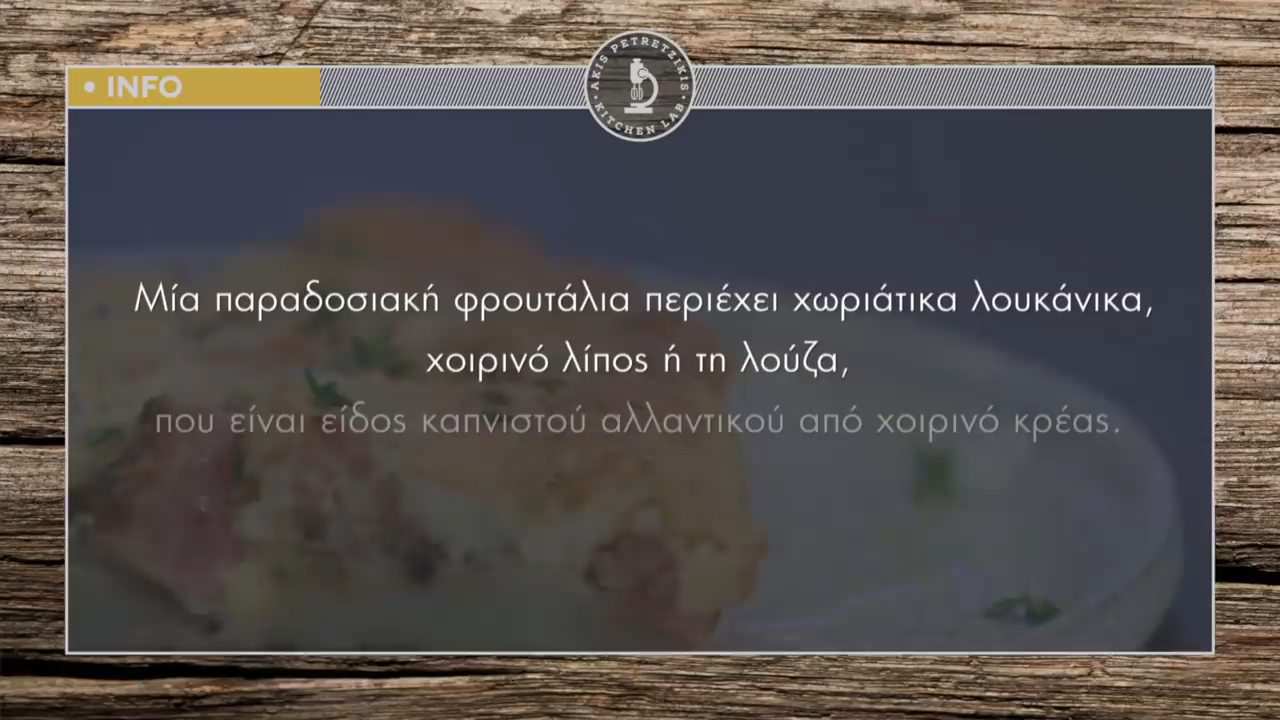 • INFO
AKIS PETRETZIKIS
• KITCHEN LAB •
Μία παραδοσιακή φρουτάλια περιέχει χωριάτικα λουκάνικα,
χοιρινό λίπος ή τη λούζα,
που είναι είδος καπνιστού αλλαντικού από χοιρινό κρέας.